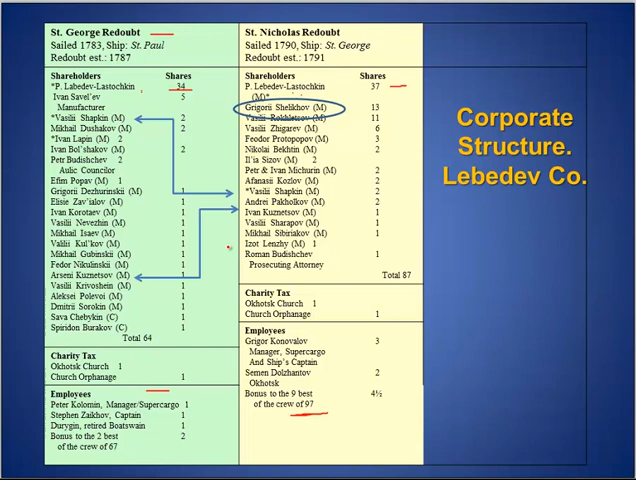 St. George Redoubt
Sailed 1783, Ship: St. Paul
Redoubt est.: 1787
Shareholders Shares
*P. Labedev-Lastochkin 34
Ivan Savel'ev 5
Manufacturer
*Vasilii Shapkin (M) 2
Mikhail Dushakov (M) 2
*Ivan Lapin (M) 2
Ivan Bol'shakov (M) 2
Petr Budishchev 2
Aulic Councilor
Efim Popav (M) 1
Grigorii Dezhurinskii (M) 1
Elisie Zav'ialov (M) 1
Ivan Korotaev (M) 1
Vasilii Nevezhin (M) 1
Mikhail Isaev (M) 1
Valilii Kul'kov (M) 1
Mikhail Gubinskii (M) 1
Fedor Nikulinskii (M) 1
Arseni Kuznetsov (M) 1
Vasilii Krivoshein (M) 1
Aleksei Polevoi (M) 1
Dmitrii Sorokin (M) 1
Sava Chebykin (C) 1
Spiridon Burakov (C) 1
Total 64
Charity Tax
Okhotsk Church 1
Church Orphanage 1
Employees
Peter Kolomin, Manager/Supercargo 1
Stephen Zaikhov, Captain 1
Durygin, retired Boatswain 1
Bonus to the 2 best 2
of the crew of 67
St. Nicholas Redoubt
Sailed 1790, Ship: St. George
Redoubt est.: 1791
Shareholders Shares
P. Lebedev-Lastochkin 37
(M)*
Grigorii Shelikhov (M) 13
Vasilii Rokhletsov (M) 11
Vasilii Zhigarev (M) 6
Feodor Protopopov (M) 3
Nikolai Bekhtin (M) 2
Il'ia Sizov (M) 2
Petr & Ivan Michurin (M) 2
Afanasii Kozlov (M) 2
*Vasilii Shapkin (M) 2
Andrei Pakholkov (M) 2
Ivan Kuznetsov (M) 1
Vasilii Sharapov (M) 1
Mikhail Sibiriakov (M) 1
Izot Lenzhy (M) 1
Roman Budishchev 1
Prosecuting Attorney
Total 87
Charity Tax
Okhotsk Church 1
Church Orphanage 1
Employees
Grigor Konovalov 3
Manager, Supercargo
And Ship's Captain
Semen Dolzhantov 2
Okhotsk
Bonus to the 9 best 4½
of the crew of 97
Corporate
Structure.
Lebedev Co.